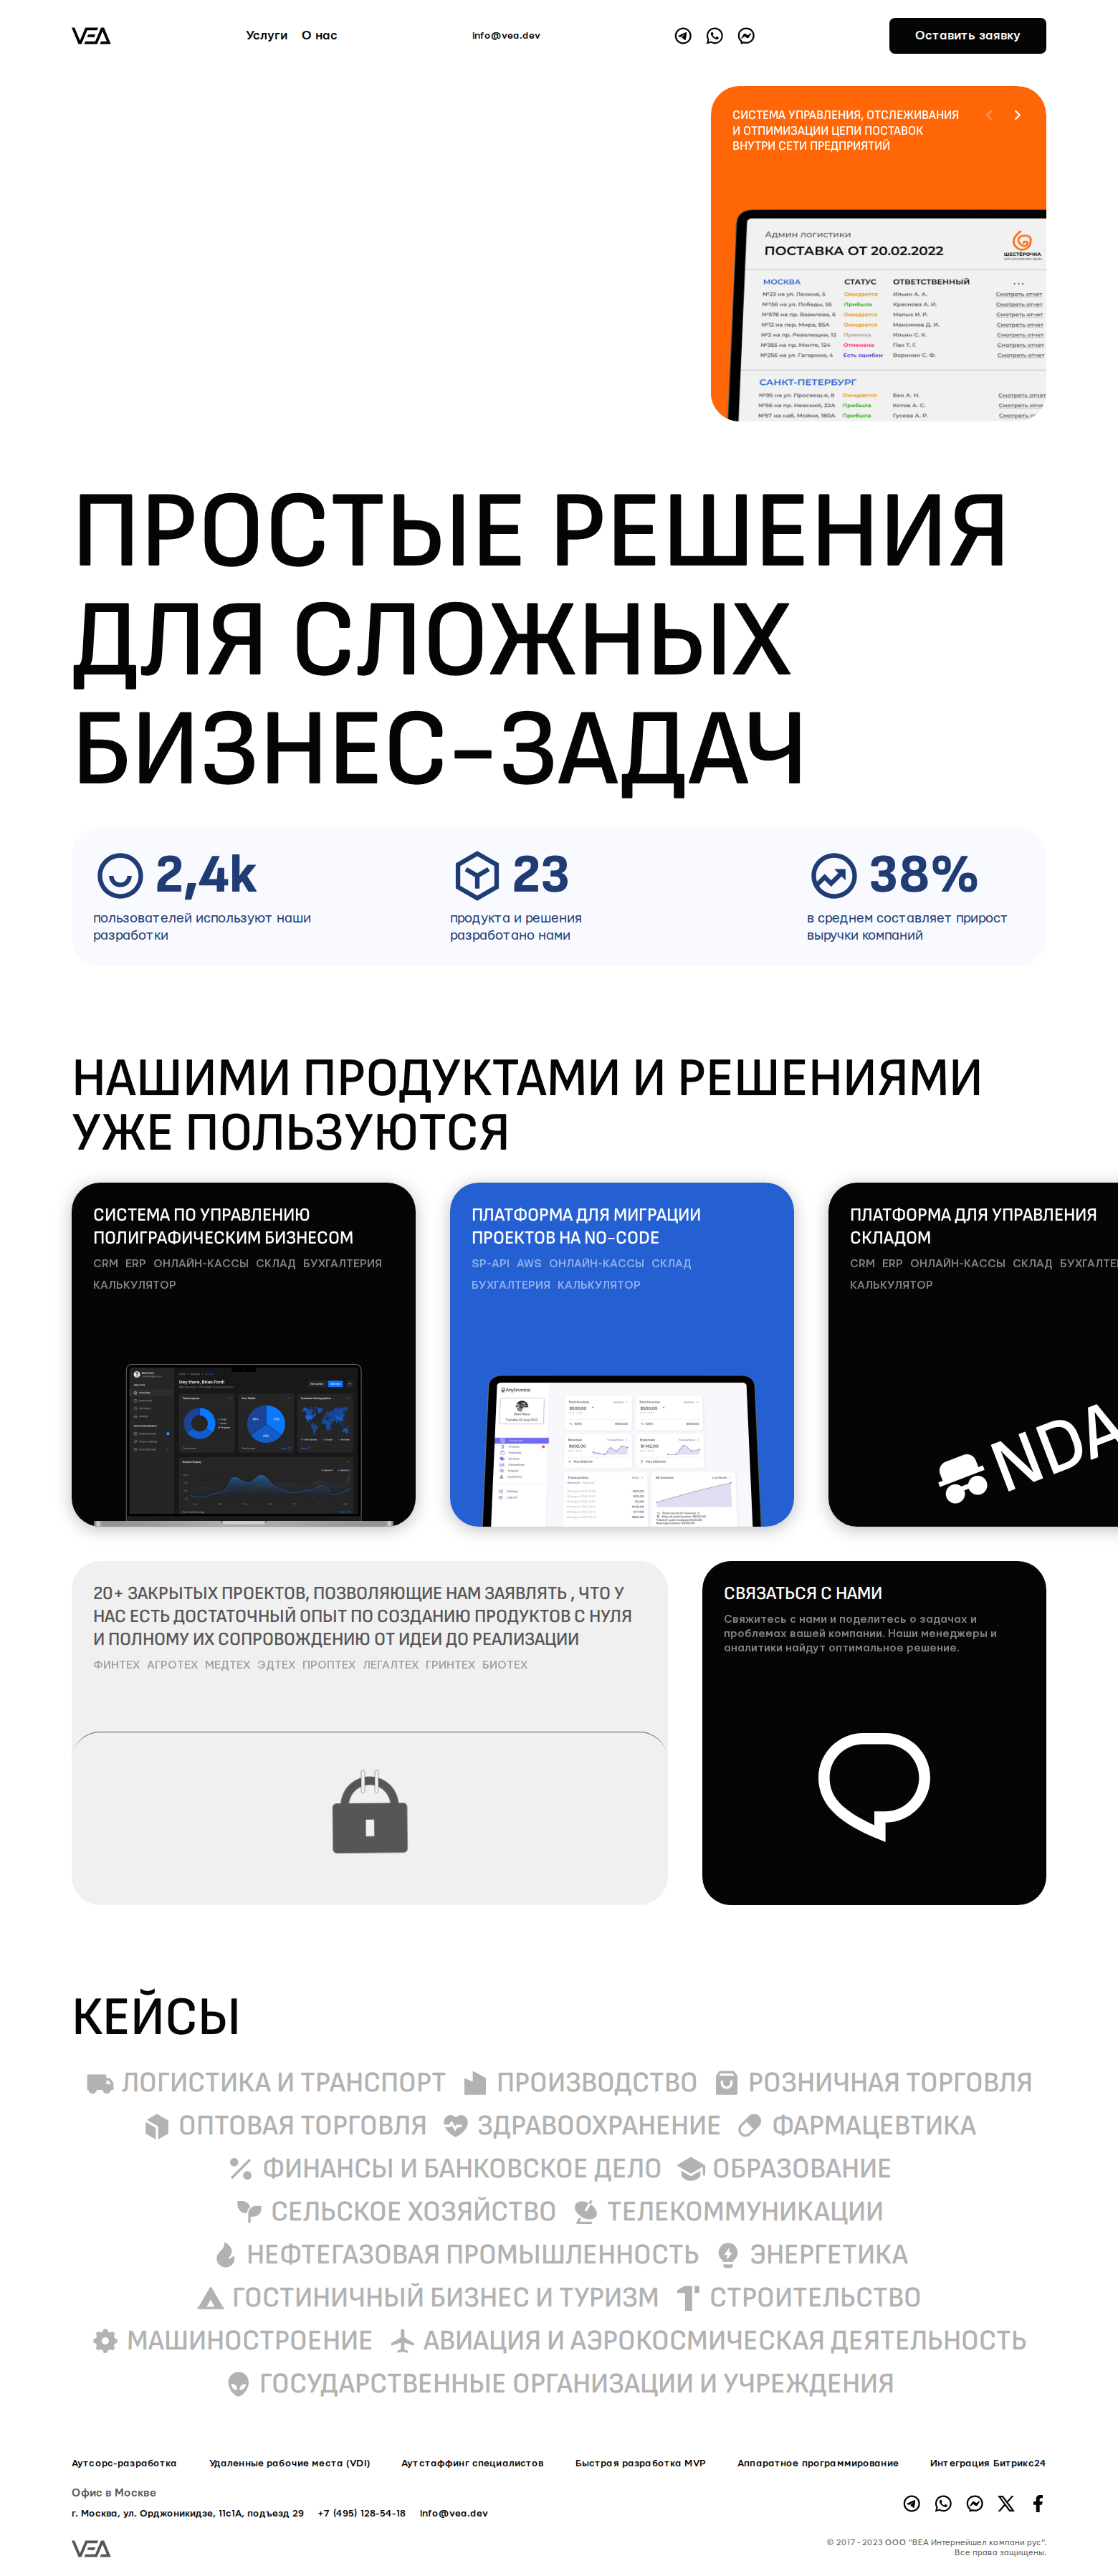 VEA
Услуги О нас
info@vea.dev
Оставить заявку
СИСТЕМА УПРАВЛЕНИЯ, ОТСЛЕЖИВАНИЯ
И ОТПИМИЗАЦИИ ЦЕПИ ПОСТАВОК
ВНУТРИ СЕТИ ПРЕДПРИЯТИЙ
Админ логистики
ПОСТАВКА ОТ 20.02.2022
ШЕСТЁРОЧКА
МОСКВА СТАТУС ОТВЕТСТВЕННЫЙ ...
№23 на ул. Ленина, 5 Ожидается Ильин А. А. Смотреть отчет
№156 на ул. Победы, 55 Прибыла Краснова А. И. Смотреть отчет
№578 на пр. Вавилова, 6 Ожидается Малых И. Р. Смотреть отчет
№12 на пер. Мира, 85А Ожидается Максимов Д. И. Смотреть отчет
№2 на пр. Революции, 12 Приемка Ильин С. К. Смотреть отчет
№355 на пр. Монте, 124 Отменена Пак Т. Г. Смотреть отчет
№256 на ул. Гагарина, 4 Есть ошибки Воронин С. Ф. Смотреть отчет
САНКТ-ПЕТЕРБУРГ
№95 на ул. Просвещ-я, 8 Ожидается Бек А. Н. Смотреть отчет
№56 на пр. Невский, 22А Прибыла Котов А. С. Смотреть отче
№57 на наб. Мойки, 180А Прибыла Гусева А. Р. Смотреть
ПРОСТЫЕ РЕШЕНИЯ
ДЛЯ СЛОЖНЫХ
БИЗНЕС-ЗАДАЧ
2,4k 23 38%
пользователей используют наши
разработки
продукта и решения
разработано нами
в среднем составляет прирост
выручки компаний
НАШИМИ ПРОДУКТАМИ И РЕШЕНИЯМИ
УЖЕ ПОЛЬЗУЮТСЯ
СИСТЕМА ПО УПРАВЛЕНИЮ
ПОЛИГРАФИЧЕСКИМ БИЗНЕСОМ
CRM ERP ОНЛАЙН-КАССЫ СКЛАД БУХГАЛТЕРИЯ
КАЛЬКУЛЯТОР
Hey there, Brian Ford!
ПЛАТФОРМА ДЛЯ МИГРАЦИИ
ПРОЕКТОВ НА NO-CODE
SP-API AWS ОНЛАЙН-КАССЫ СКЛАД
БУХГАЛТЕРИЯ КАЛЬКУЛЯТОР
AnyInvoice
ПЛАТФОРМА ДЛЯ УПРАВЛЕНИЯ
СКЛАДОМ
CRM ERP ОНЛАЙН-КАССЫ СКЛАД БУХГАЛТЕ
КАЛЬКУЛЯТОР
NDA
20+ ЗАКРЫТЫХ ПРОЕКТОВ, ПОЗВОЛЯЮЩИЕ НАМ ЗАЯВЛЯТЬ , ЧТО У
НАС ЕСТЬ ДОСТАТОЧНЫЙ ОПЫТ ПО СОЗДАНИЮ ПРОДУКТОВ С НУЛЯ
И ПОЛНОМУ ИХ СОПРОВОЖДЕНИЮ ОТ ИДЕИ ДО РЕАЛИЗАЦИИ
ФИНТЕХ АГРОТЕХ МЕДТЕХ ЭДТЕХ ПРОПТЕХ ЛЕГАЛТЕХ ГРИНТЕХ БИОТЕХ
СВЯЗАТЬСЯ С НАМИ
Свяжитесь с нами и поделитесь о задачах и
проблемах вашей компании. Наши менеджеры и
аналитики найдут оптимальное решение.
КЕЙСЫ
ЛОГИСТИКА И ТРАНСПОРТ ПРОИЗВОДСТВО РОЗНИЧНАЯ ТОРГОВЛЯ
ОПТОВАЯ ТОРГОВЛЯ ЗДРАВООХРАНЕНИЕ ФАРМАЦЕВТИКА
ФИНАНСЫ И БАНКОВСКОЕ ДЕЛО ОБРАЗОВАНИЕ
СЕЛЬСКОЕ ХОЗЯЙСТВО ТЕЛЕКОММУНИКАЦИИ
НЕФТЕГАЗОВАЯ ПРОМЫШЛЕННОСТЬ ЭНЕРГЕТИКА
ГОСТИНИЧНЫЙ БИЗНЕС И ТУРИЗМ СТРОИТЕЛЬСТВО
МАШИНОСТРОЕНИЕ АВИАЦИЯ И АЭРОКОСМИЧЕСКАЯ ДЕЯТЕЛЬНОСТЬ
ГОСУДАРСТВЕННЫЕ ОРГАНИЗАЦИИ И УЧРЕЖДЕНИЯ
Аутсорс-разработка Удаленные рабочие места (VDI) Аутстаффинг специалистов Быстрая разработка MVP Аппаратное программирование Интеграция Битрикс24
Офис в Москве
г. Москва, ул. Орджоникидзе, 11с1А, подъезд 29 +7 (495) 128-54-18 info@vea.dev
VEA
© 2017 - 2023 ООО "ВЕА Интернейшел компани рус".
Все права защищены.